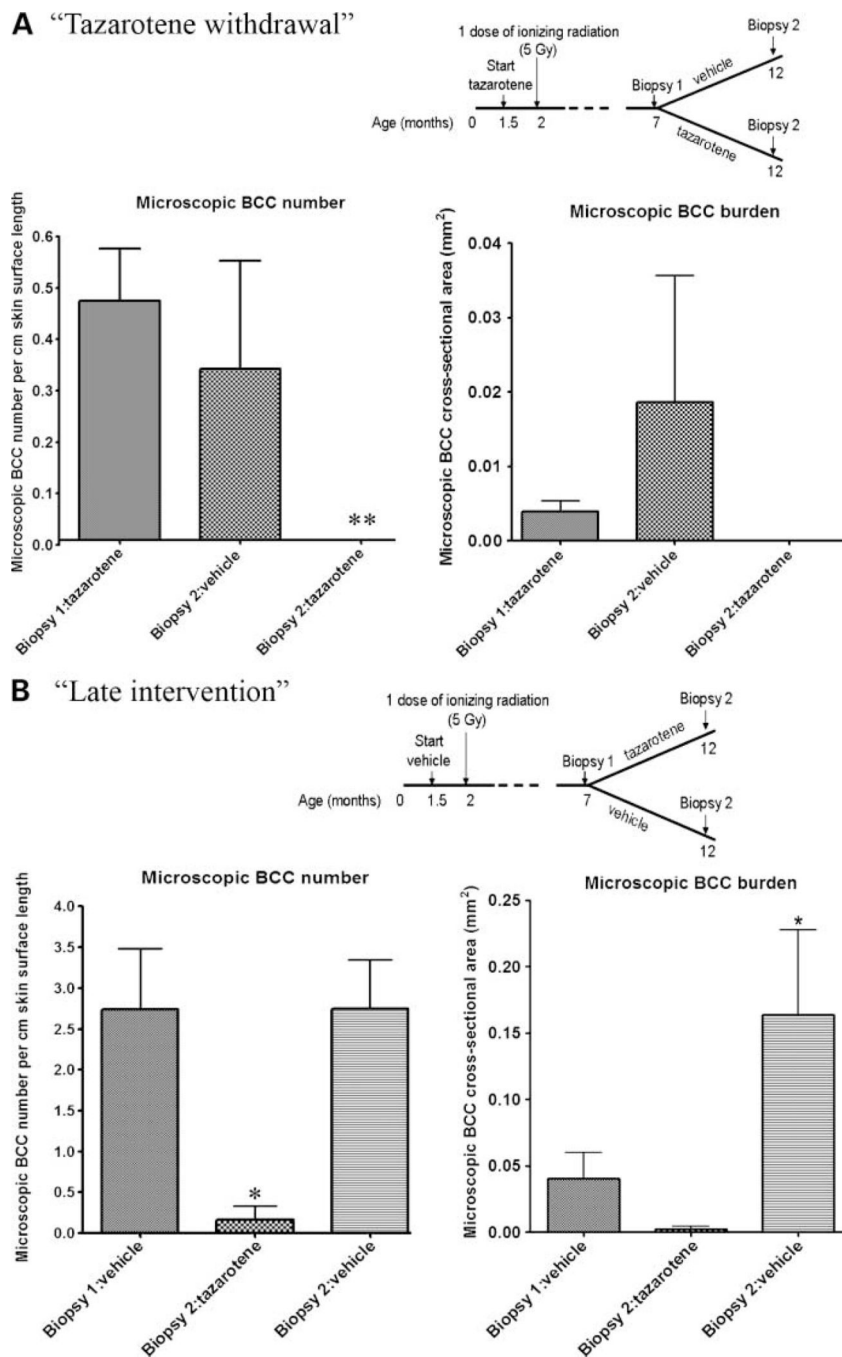 A "Tazarotene withdrawal"
1 dose of ionizing radiation
(5 Gy)
Start
tazarotene
Age (months)
0
1.5
2
Biopsy 1
7
vehicle
tazarotene
Biopsy 2
12
Biopsy 2
12
Microscopic BCC number
Microscopic BCC number per cm skin surface length
0.6
0.5
0.4
0.3
0.2
0.1
0.0
**
Biopsy 1:tazarotene
Biopsy 2:vehicle
Biopsy 2:tazarotene
Microscopic BCC burden
Microscopic BCC cross-sectional area (mm²)
0.04
0.03
0.02
0.01
0.00
Biopsy 1:tazarotene
Biopsy 2:vehicle
Biopsy 2:tazarotene
B "Late intervention"
1 dose of ionizing radiation
(5 Gy)
Start
vehicle
Age (months)
0
1.5
2
Biopsy 1
7
tazarotene
vehicle
Biopsy 2
12
Biopsy 2
12
Microscopic BCC number
Microscopic BCC number per cm skin surface length
4.0
3.5
3.0
2.5
2.0
1.5
1.0
0.5
0.0
*
Biopsy 1:vehicle
Biopsy 2:tazarotene
Biopsy 2:vehicle
Microscopic BCC burden
Microscopic BCC cross-sectional area (mm²)
0.25
0.20
0.15
0.10
0.05
0.00
*
Biopsy 1:vehicle
Biopsy 2:tazarotene
Biopsy 2:vehicle